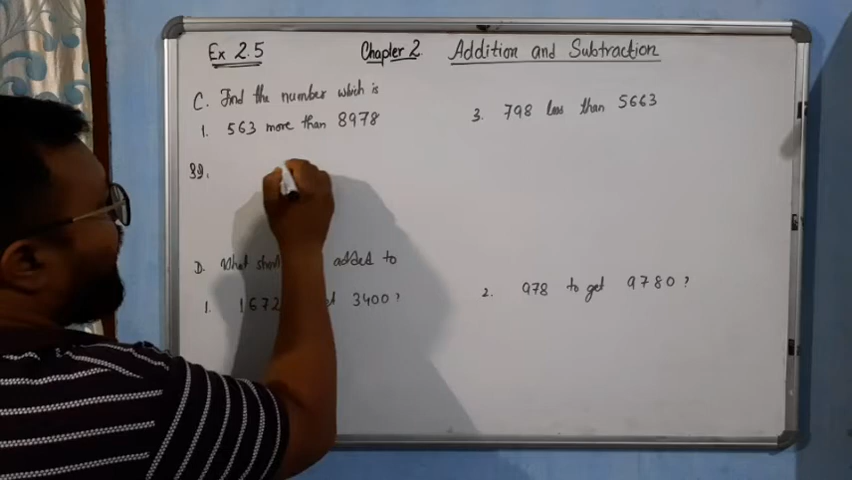 Ex 2.5 Chapter 2 Addition and Subtraction
C. Find the number which is
1. 563 more than 8978
3. 798 less than 5663
D. What added to
1. 1672 3400?
2. 978 to get 9780?